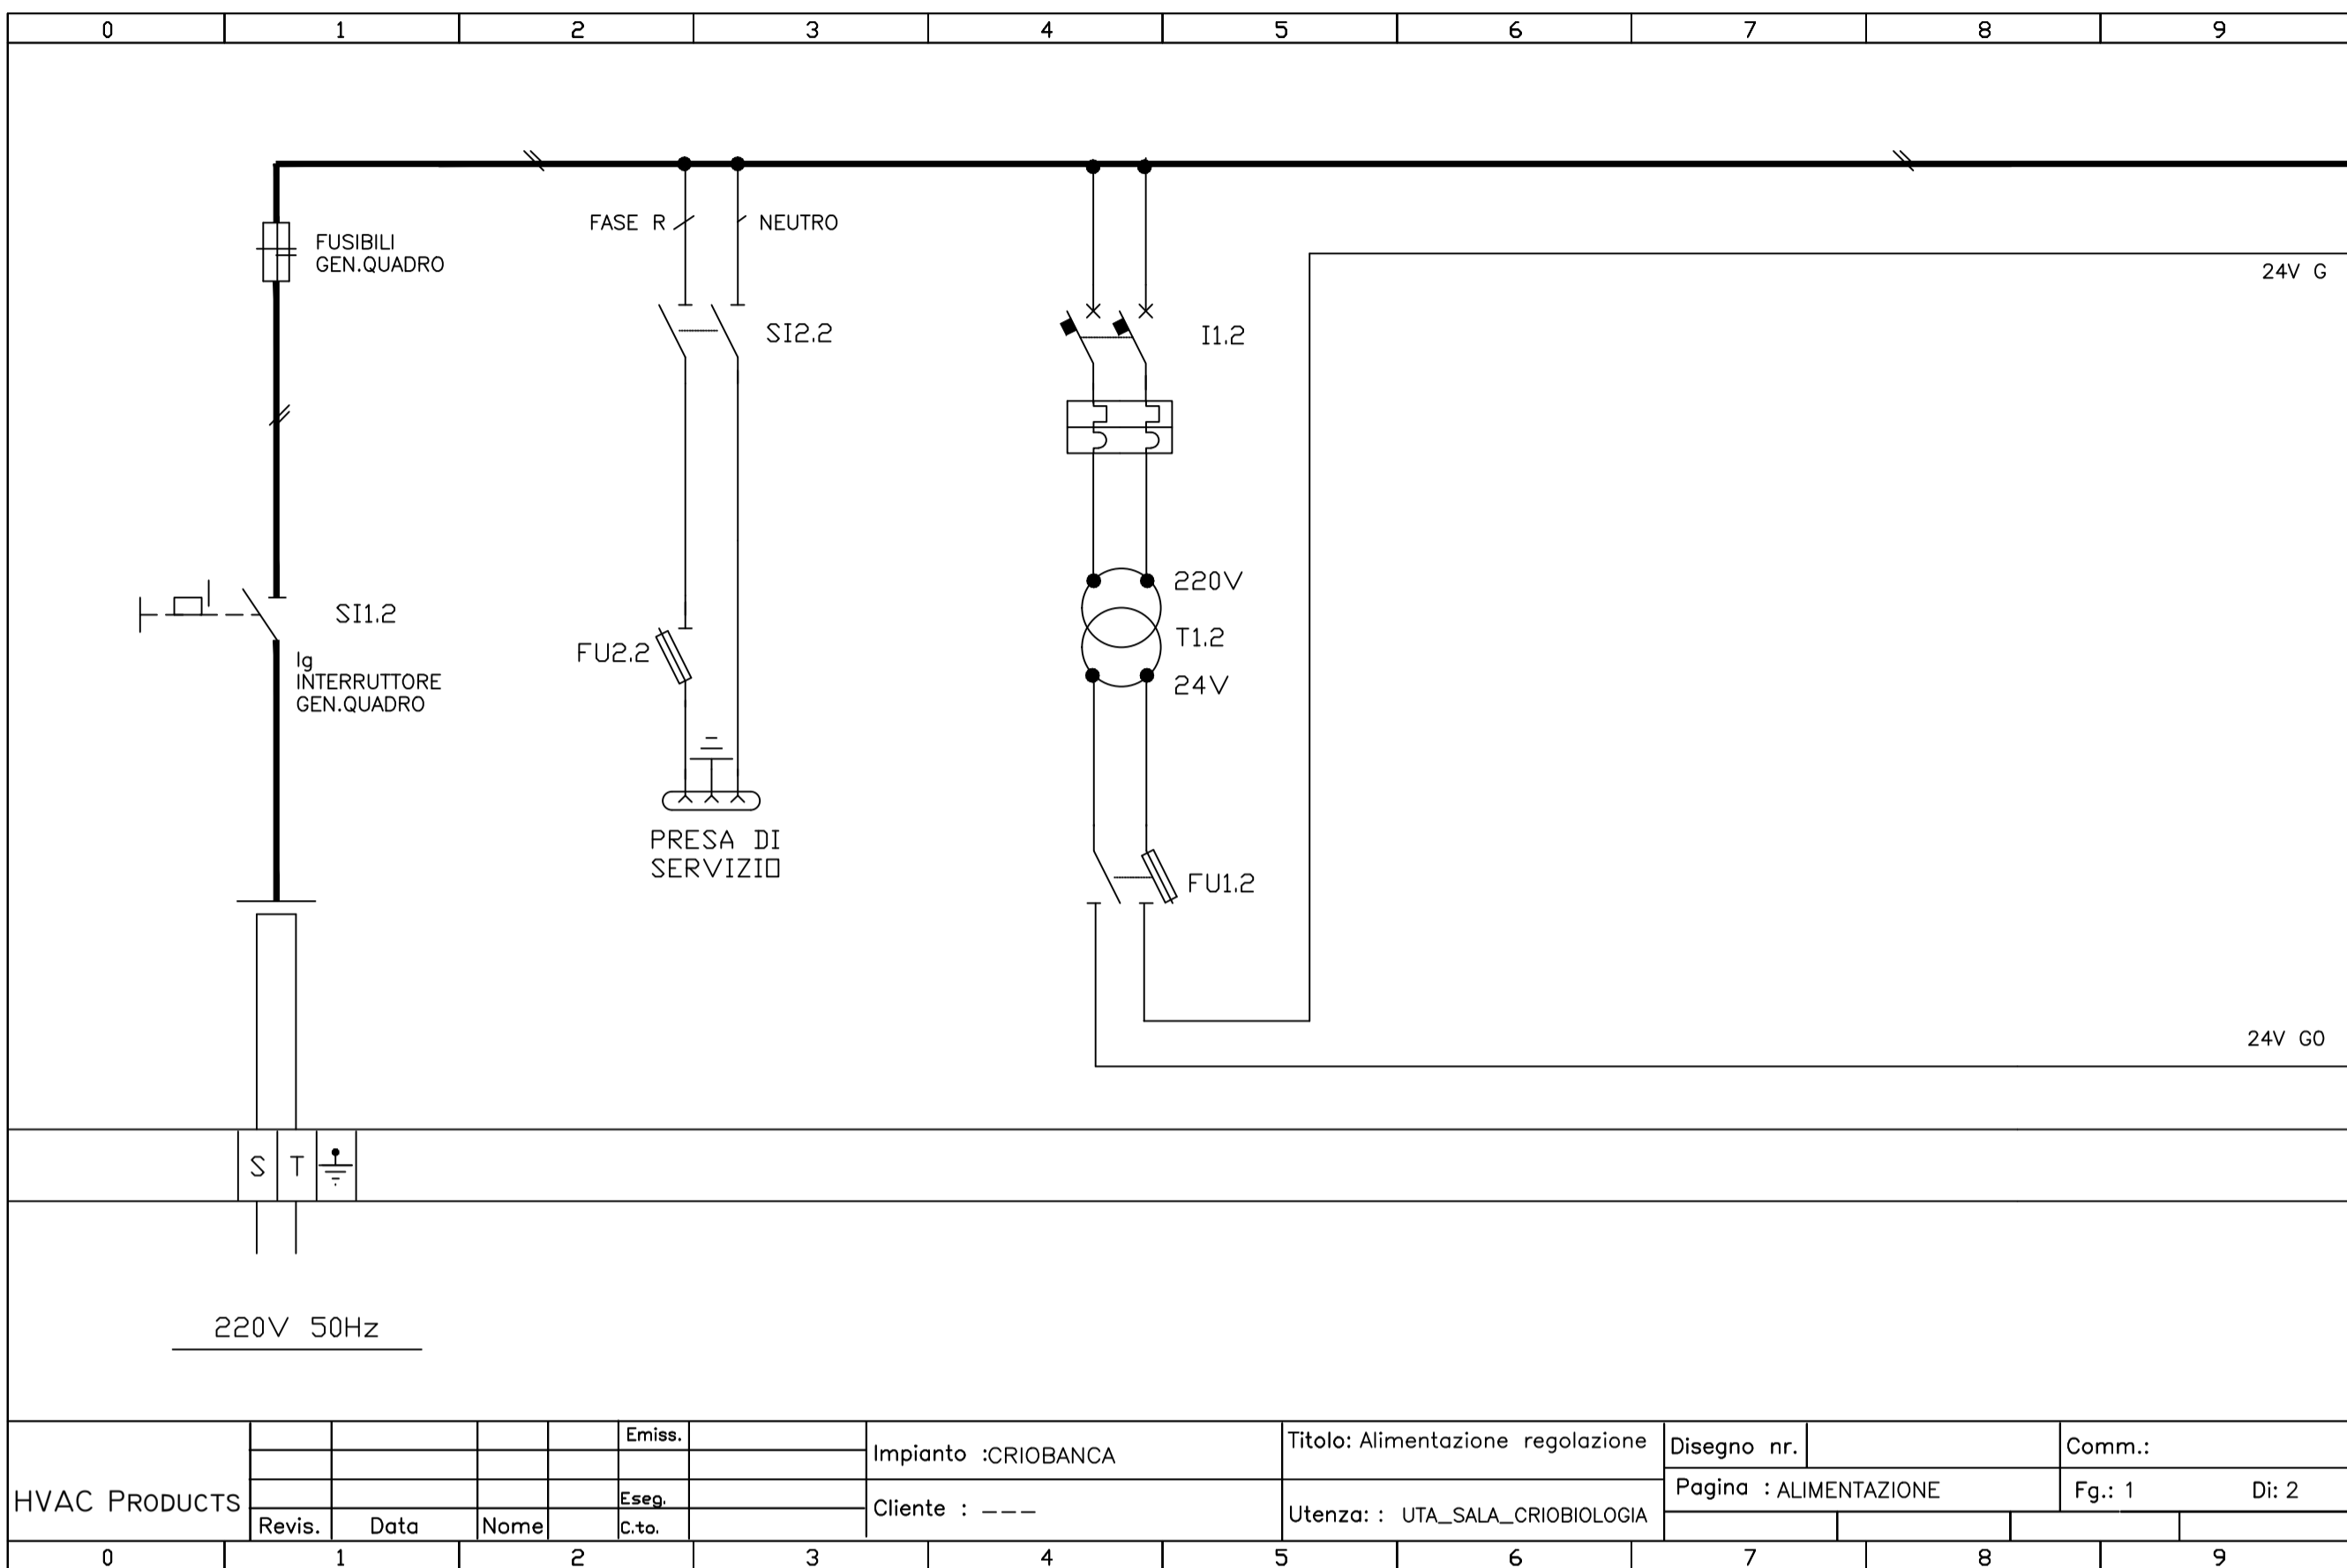 0 1 2 3 4 5 6 7 8 9
FASE R
NEUTRO
FUSIBILI
GEN.QUADRO
24V G
SI2.2
I1.2
220V
SI1.2
T1.2
FU2.2
Ig
INTERRUTTORE
GEN.QUADRO
24V
PRESA DI
SERVIZIO
FU1.2
24V G0
S T
220V 50Hz
HVAC PRODUCTS
Emiss.
Eseg.
Revis. Data Nome C.to.
Impianto :CRIOBANCA
Cliente : ---
Titolo: Alimentazione regolazione
Utenza: : UTA_SALA_CRIOBIOLOGIA
Disegno nr.
Comm.:
Pagina : ALIMENTAZIONE
Fg.: 1 Di: 2
0 1 2 3 4 5 6 7 8 9